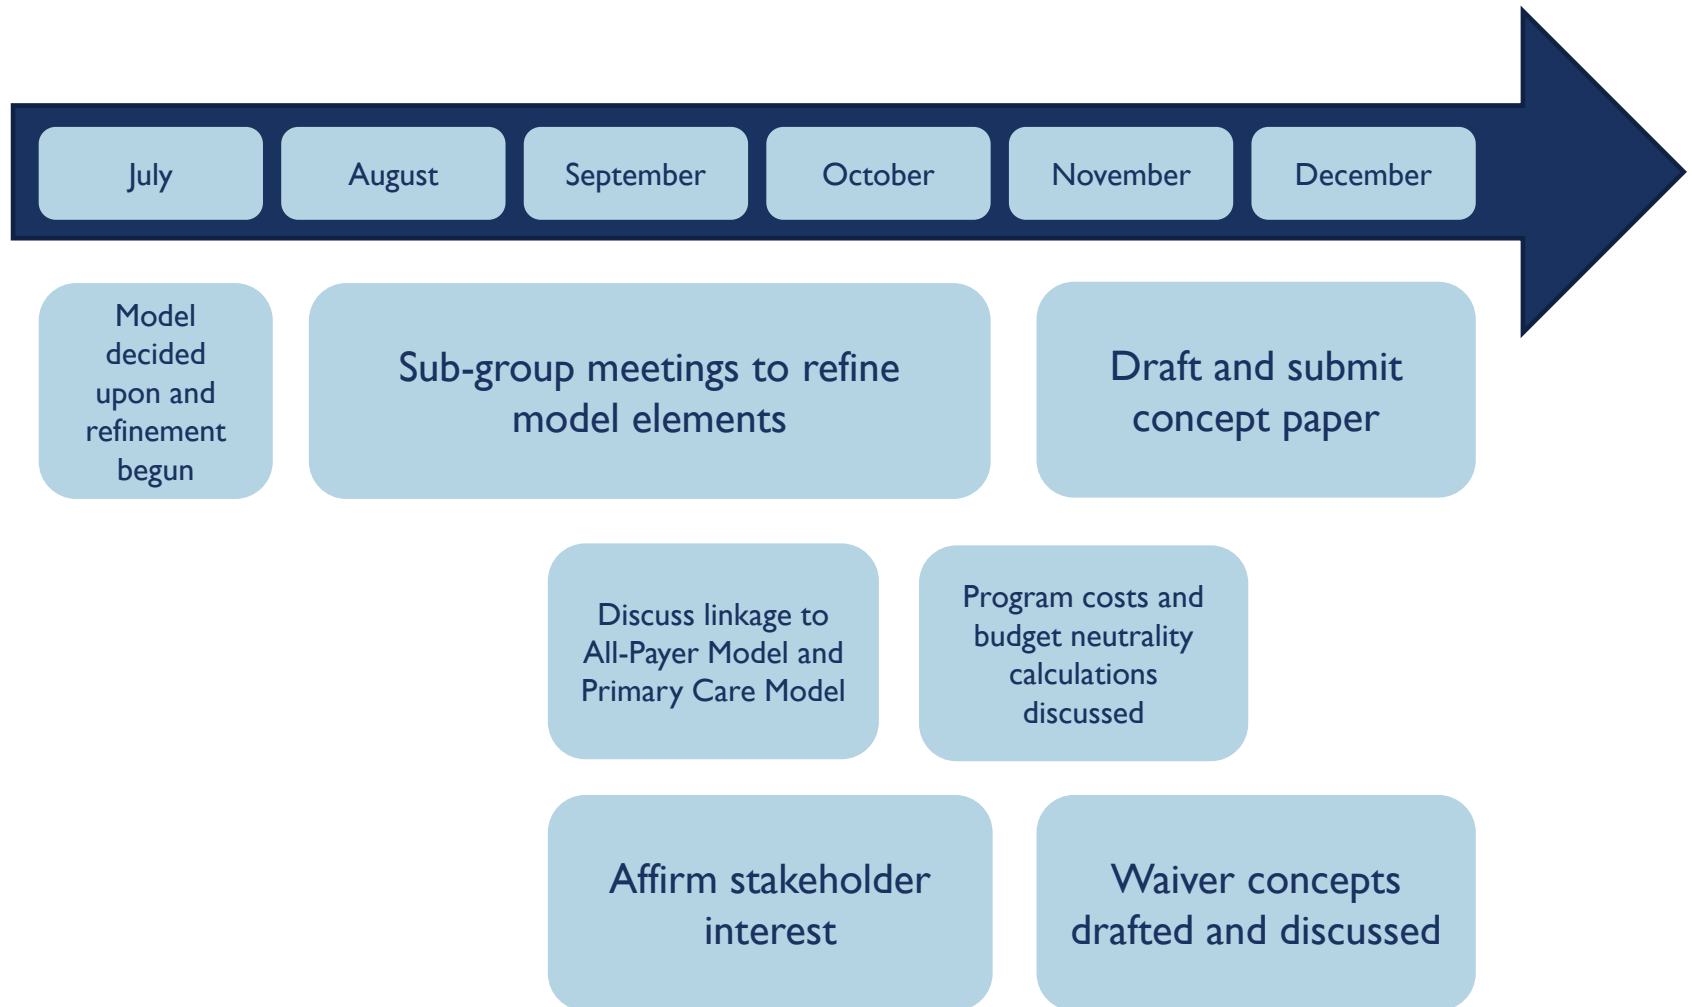 July
August
September
October
November
December
Model
decided
upon and
refinement
begun
Sub-group meetings to refine
model elements
Draft and submit
concept paper
Discuss linkage to
All-Payer Model and
Primary Care Model
Program costs and
budget neutrality
calculations
discussed
Affirm stakeholder
interest
Waiver concepts
drafted and discussed